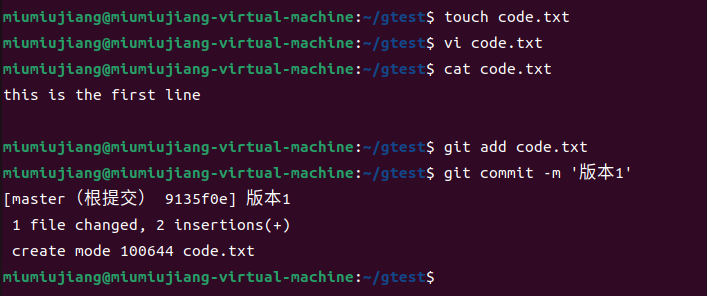 miumiujiang@miumiujiang-virtual-machine:~/gtest$ touch code.txt
miumiujiang@miumiujiang-virtual-machine:~/gtest$ vi code.txt
miumiujiang@miumiujiang-virtual-machine:~/gtest$ cat code.txt
this is the first line
miumiujiang@miumiujiang-virtual-machine:~/gtest$ git add code.txt
miumiujiang@miumiujiang-virtual-machine:~/gtest$ git commit -m '版本1'
[master（根提交） 9135f0e] 版本1
 1 file changed, 2 insertions(+)
 create mode 100644 code.txt
miumiujiang@miumiujiang-virtual-machine:~/gtest$